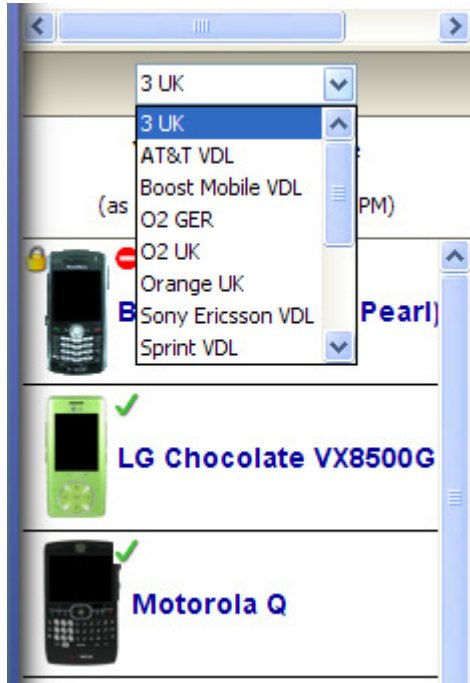 3 UK
3 UK
AT&T VDL
Boost Mobile VDL
(as PM)
O2 GER
O2 UK
Orange UK
B Pearl)
Sony Ericsson VDL
Sprint VDL
LG Chocolate VX8500G
Motorola Q